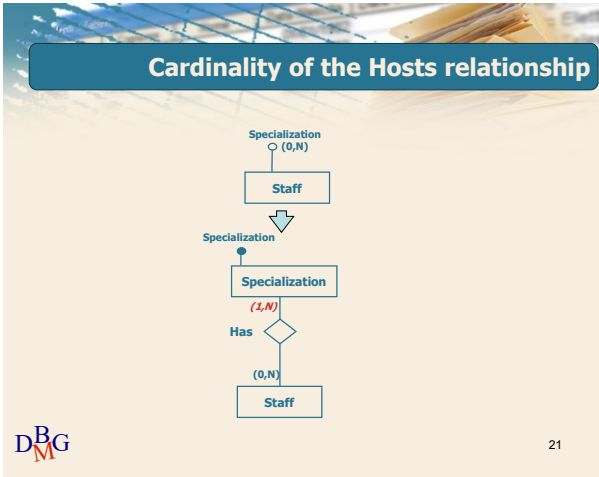 Cardinality of the Hosts relationship
Specialization
(0,N)
Staff
Specialization
Specialization
(1,N)
Has
(0,N)
Staff
DBMG
21